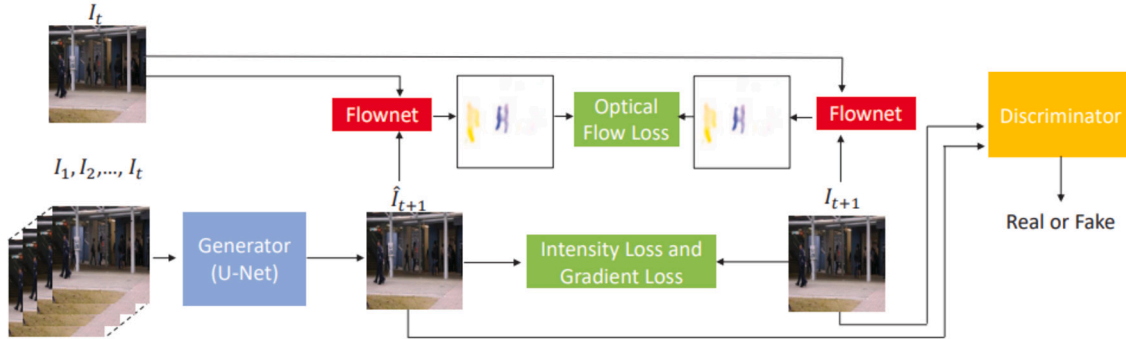 I_t
Flownet
Optical
Flow Loss
Flownet
Discriminator
I_1, I_2,..., I_t
Î_{t+1}
I_{t+1}
Real or Fake
Generator
(U-Net)
Intensity Loss and
Gradient Loss